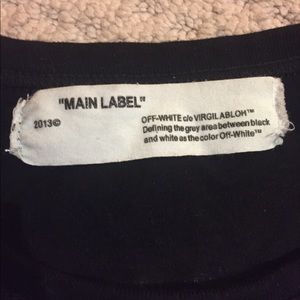 "MAIN LABEL"
2013©
OFF-WHITE c/o VIRGIL ABLOH™
Defining the grey area between black
and white as the color Off-White™